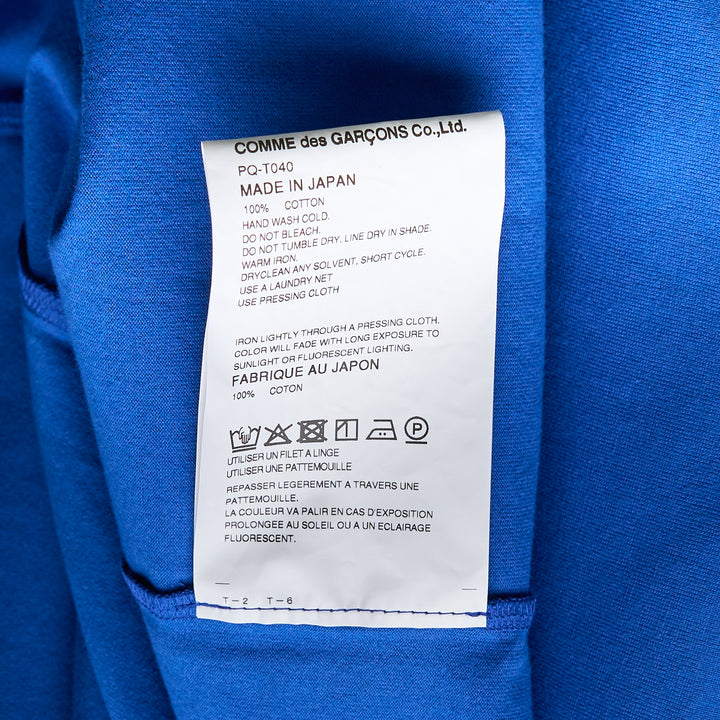 COMME des GARÇONS Co.,Ltd.
PQ-T040
MADE IN JAPAN
100% COTTON
HAND WASH COLD.
DO NOT BLEACH.
DO NOT TUMBLE DRY. LINE DRY IN SHADE.
WARM IRON.
DRYCLEAN ANY SOLVENT, SHORT CYCLE.
USE A LAUNDRY NET
USE PRESSING CLOTH
IRON LIGHTLY THROUGH A PRESSING CLOTH.
COLOR WILL FADE WITH LONG EXPOSURE TO
SUNLIGHT OR FLUORESCENT LIGHTING.
FABRIQUE AU JAPON
100% COTON
P
UTILISER UN FILET A LINGE
UTILISER UNE PATTEMOUILLE
REPASSER LEGEREMENT A TRAVERS UNE
PATTEMOUILLE.
LA COULEUR VA PALIR EN CAS D'EXPOSITION
PROLONGEE AU SOLEIL OU A UN ECLAIRAGE
FLUORESCENT.
T-2 T-6